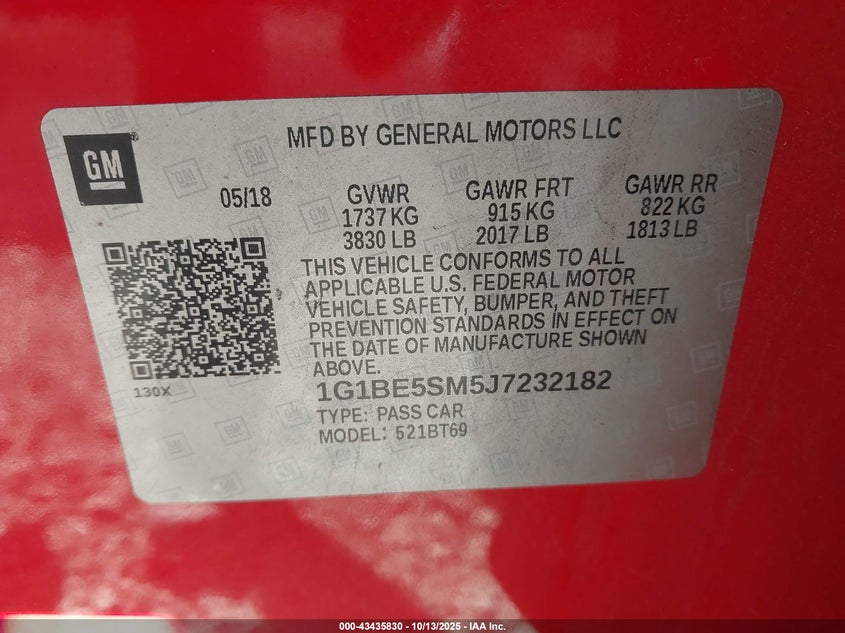 GM
MFD BY GENERAL MOTORS LLC
05/18 GVWR GAWR FRT GAWR RR
1737 KG 915 KG 822 KG
3830 LB 2017 LB 1813 LB
THIS VEHICLE CONFORMS TO ALL
APPLICABLE U.S. FEDERAL MOTOR
VEHICLE SAFETY, BUMPER, AND THEFT
PREVENTION STANDARDS IN EFFECT ON
THE DATE OF MANUFACTURE SHOWN
ABOVE.
130X
1G1BE5SM5J7232182
TYPE: PASS CAR
MODEL: 521BT69
000-43435830 - 10/13/2025 - IAA Inc.